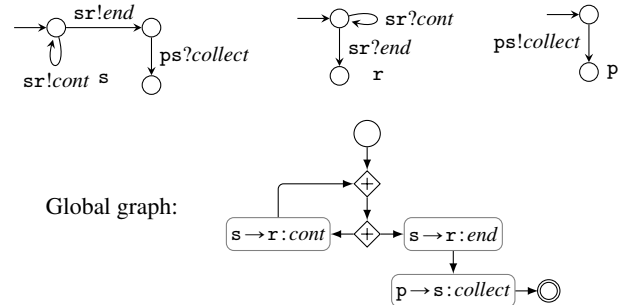 sr!end
sr?cont
sr?end
ps?collect
ps!collect
sr!cont s
r
p
Global graph:
+
s→r:cont + s→r:end
p→s:collect